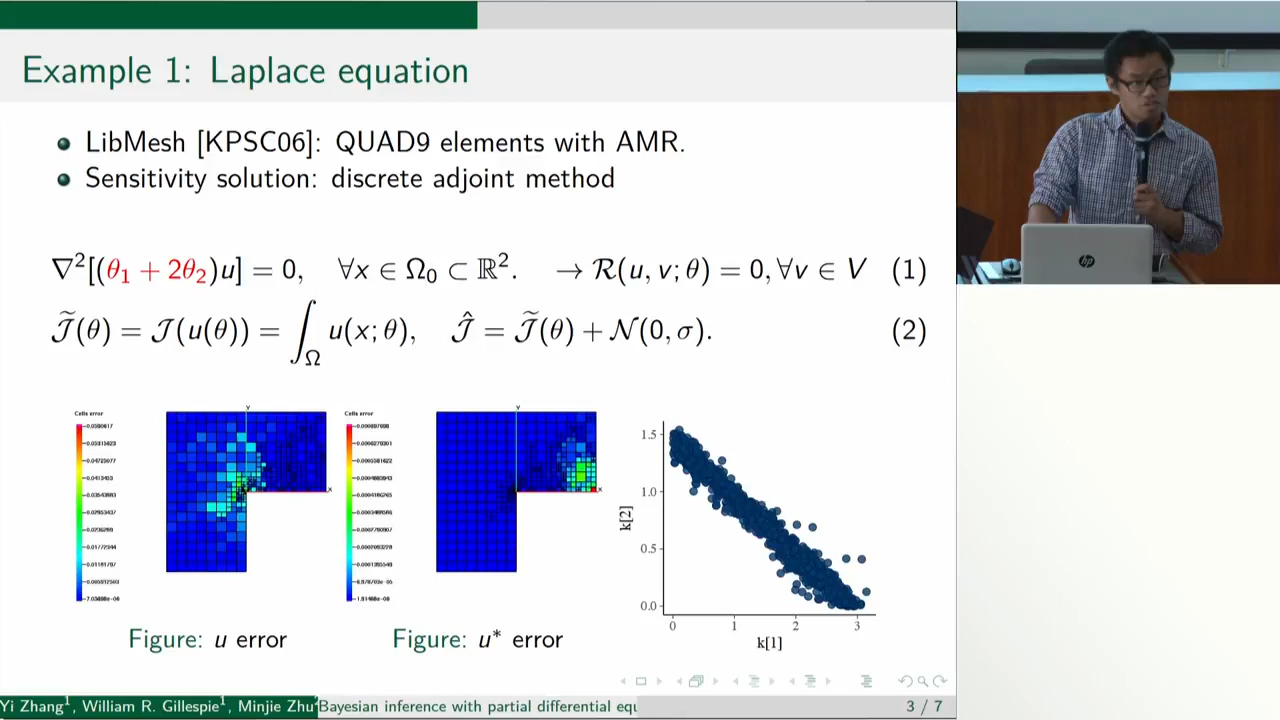 Example 1: Laplace equation
LibMesh [KPSC06]: QUAD9 elements with AMR.
Sensitivity solution: discrete adjoint method
∇²[(θ₁ + 2θ₂)u] = 0, ∀x ∈ Ω₀ ⊂ ℝ². → R(u, v; θ) = 0, ∀v ∈ V (1)
J̃(θ) = J(u(θ)) = ∫_Ω u(x; θ), Ĵ = J̃(θ) + N(0, σ). (2)
Cells error
Cells error
Y
X
Y
X
1.5
1.0
0.5
0.0
k[2]
0 1 2 3
k[1]
Figure: u error
Figure: u* error
hp
Yi Zhang¹, William R. Gillespie¹, Minjie Zhu
Bayesian inference with partial differential equ
3 / 7